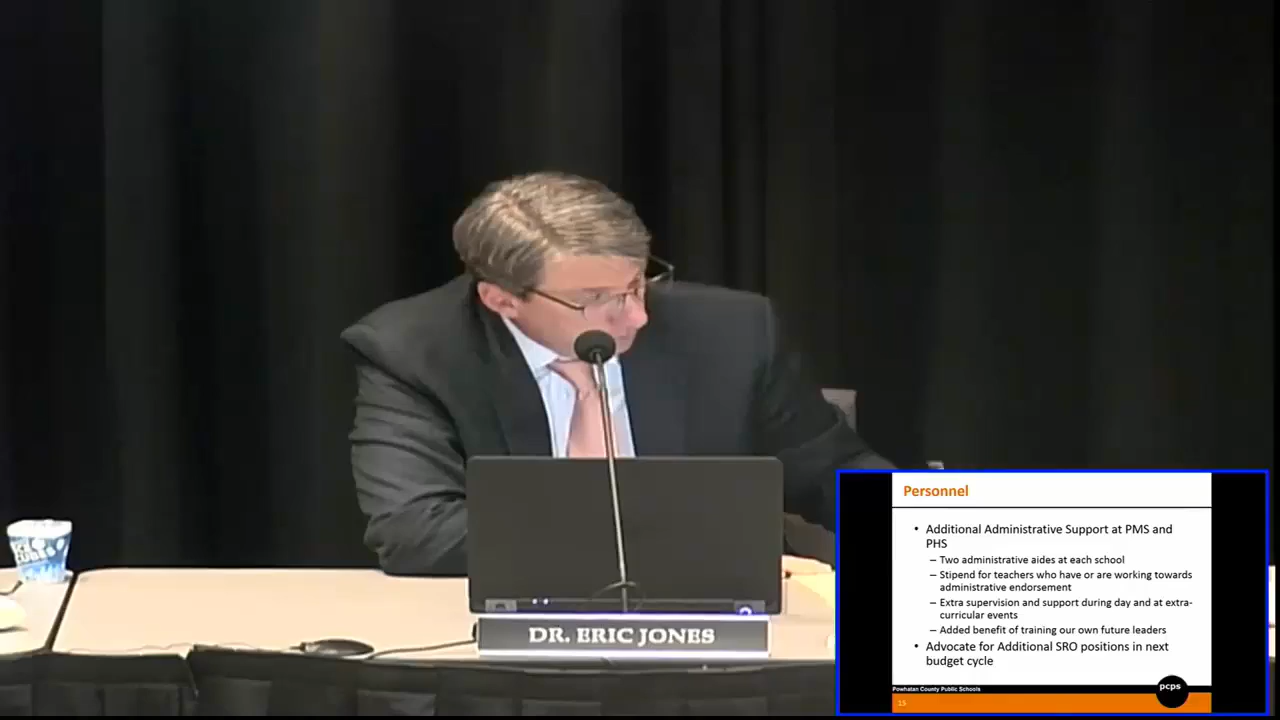 ICE
CUBES
DR. ERIC JONES
Personnel
• Additional Administrative Support at PMS and
PHS
– Two administrative aides at each school
– Stipend for teachers who have or are working towards
administrative endorsement
– Extra supervision and support during day and at extra-
curricular events
– Added benefit of training our own future leaders
• Advocate for Additional SRO positions in next
budget cycle
Powhatan County Public Schools
pcps
15